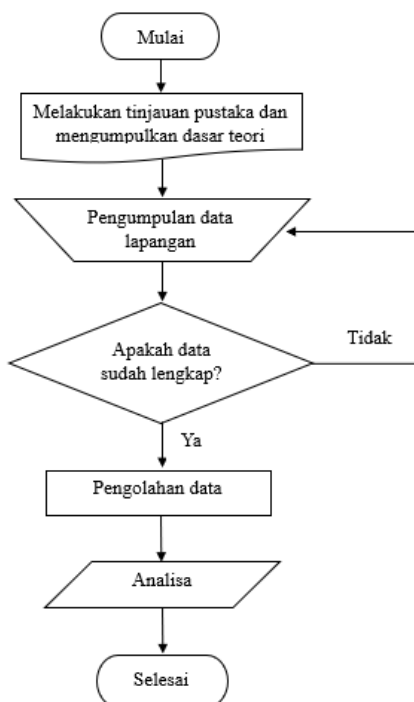 Mulai
Melakukan tinjauan pustaka dan
mengumpulkan dasar teori
Pengumpulan data
lapangan
Apakah data
sudah lengkap?
Tidak
Ya
Pengolahan data
Analisa
Selesai